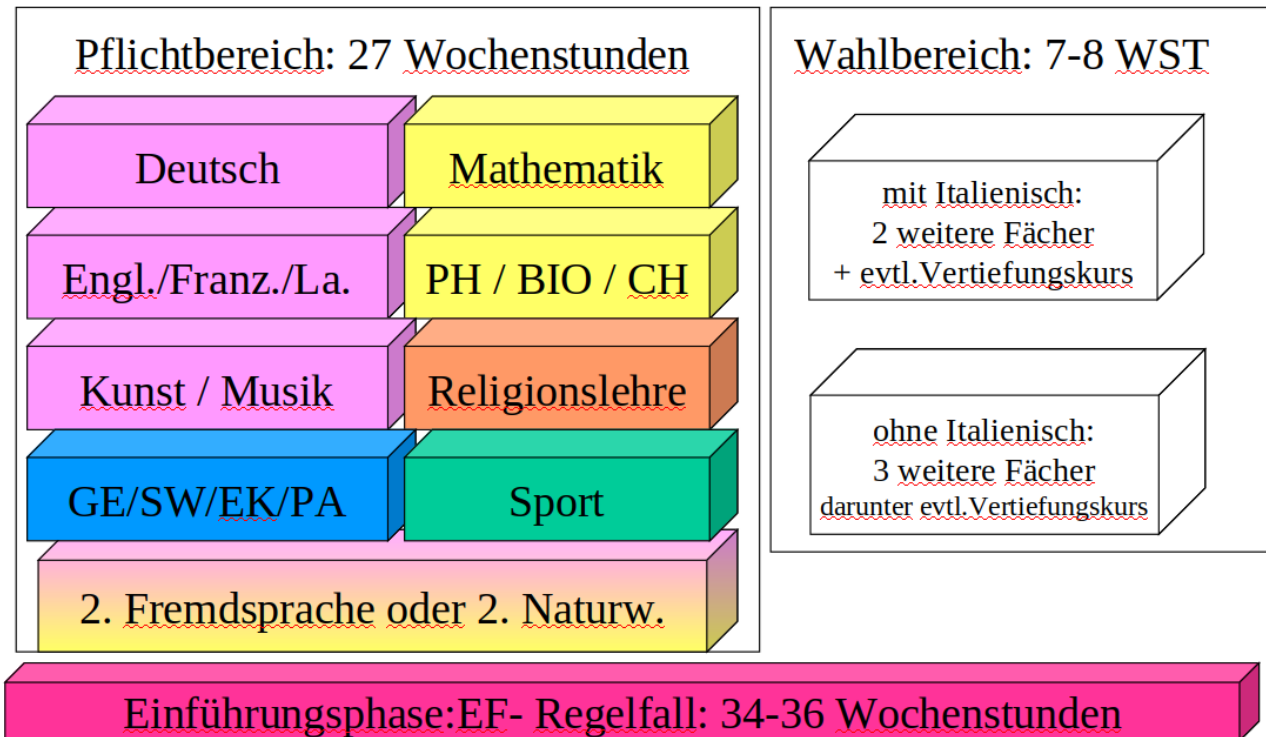 Pflichtbereich: 27 Wochenstunden
Deutsch
Mathematik
Engl./Franz./La.
PH / BIO / CH
Kunst / Musik
Religionslehre
GE/SW/EK/PA
Sport
2. Fremdsprache oder 2. Naturw.
Wahlbereich: 7-8 WST
mit Italienisch:
2 weitere Fächer
+ evtl.Vertiefungskurs
ohne Italienisch:
3 weitere Fächer
darunter evtl.Vertiefungskurs
Einführungsphase:EF- Regelfall: 34-36 Wochenstunden